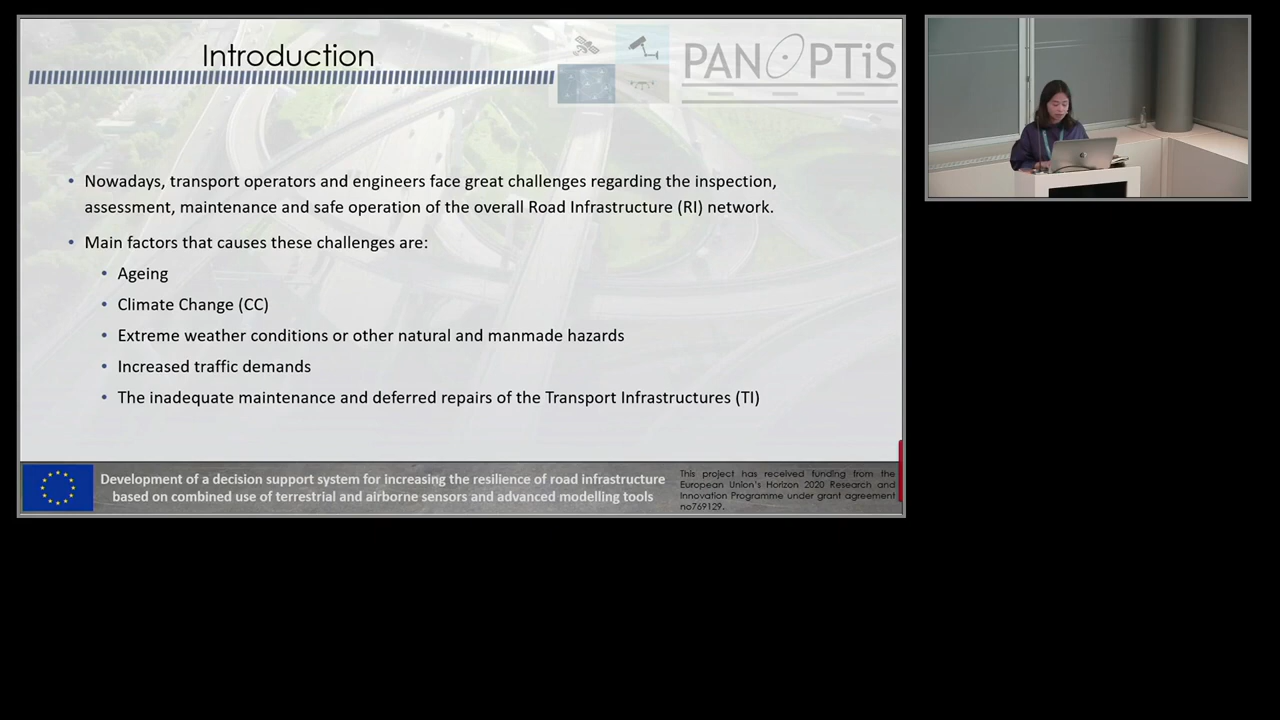 Introduction
PANOPTiS
• Nowadays, transport operators and engineers face great challenges regarding the inspection,
assessment, maintenance and safe operation of the overall Road Infrastructure (RI) network.
• Main factors that causes these challenges are:
• Ageing
• Climate Change (CC)
• Extreme weather conditions or other natural and manmade hazards
• Increased traffic demands
• The inadequate maintenance and deferred repairs of the Transport Infrastructures (TI)
Development of a decision support system for increasing the resilience of road infrastructure
based on combined use of terrestrial and airborne sensors and advanced modelling tools
This project has received funding from the
European Union's Horizon 2020 Research and
Innovation Programme under grant agreement
no769129.